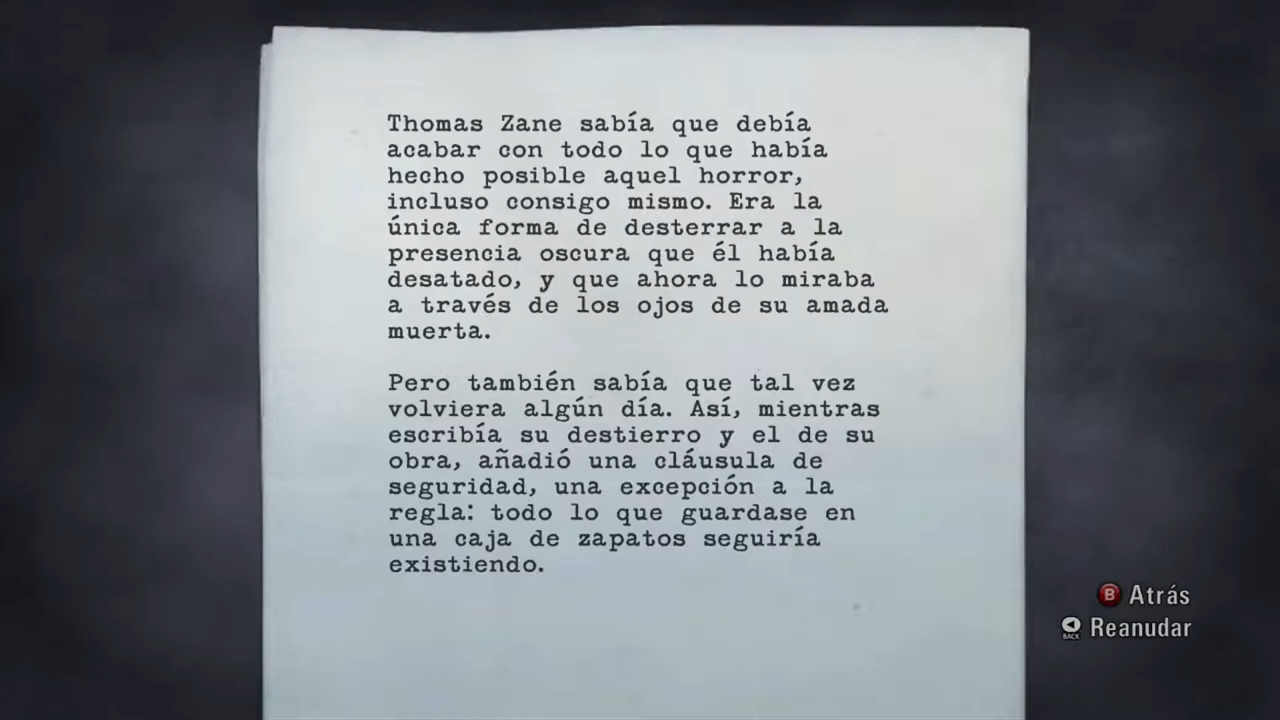 Thomas Zane sabía que debía
acabar con todo lo que había
hecho posible aquel horror,
incluso consigo mismo. Era la
única forma de desterrar a la
presencia oscura que él había
desatado, y que ahora lo miraba
a través de los ojos de su amada
muerta.
Pero también sabía que tal vez
volviera algún día. Así, mientras
escribía su destierro y el de su
obra, añadió una cláusula de
seguridad, una excepción a la
regla: todo lo que guardase en
una caja de zapatos seguiría
existiendo.
B Atrás
BACK Reanudar